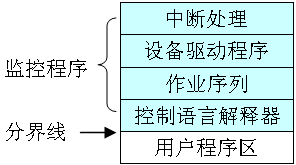 中断处理
设备驱动程序
监控程序
作业序列
控制语言解释器
分界线
用户程序区